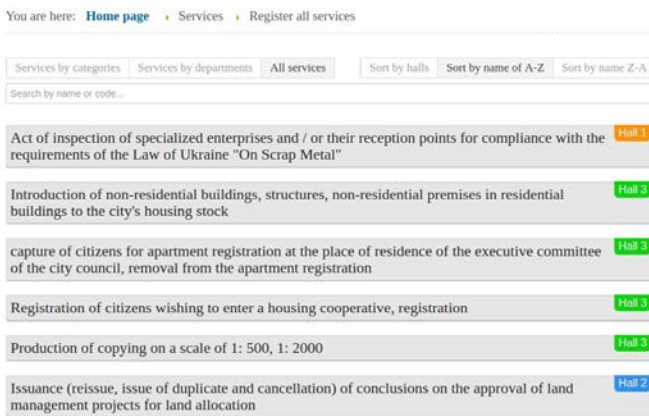 You are here: Home page Services Register all services
Services by categories Services by departments All services Sort by halls Sort by name of A-Z Sort by name Z-A
Search by name or code...
Act of inspection of specialized enterprises and / or their reception points for compliance with the Hall 1
requirements of the Law of Ukraine "On Scrap Metal"
Introduction of non-residential buildings, structures, non-residential premises in residential Hall 3
buildings to the city's housing stock
capture of citizens for apartment registration at the place of residence of the executive committee Hall 3
of the city council, removal from the apartment registration
Registration of citizens wishing to enter a housing cooperative, registration Hall 3
Production of copying on a scale of 1: 500, 1: 2000 Hall 3
Issuance (reissue, issue of duplicate and cancellation) of conclusions on the approval of land Hall 2
management projects for land allocation